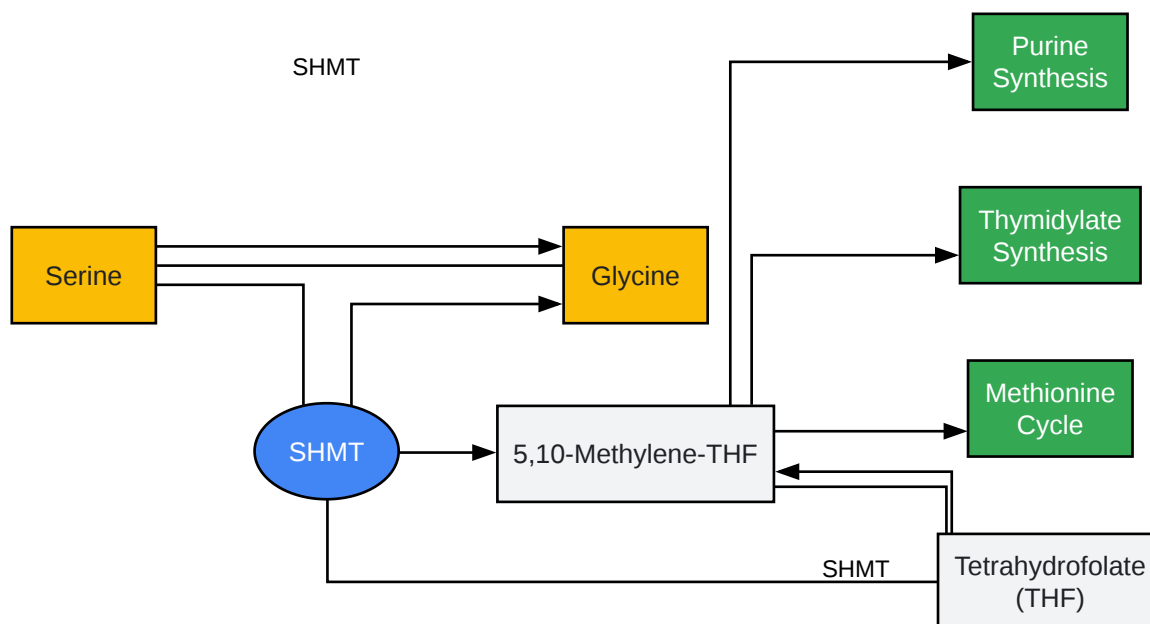 Purine
Synthesis
SHMT
Thymidylate
Synthesis
Serine
Glycine
Methionine
Cycle
SHMT
5,10-Methylene-THF
SHMT
Tetrahydrofolate
(THF)